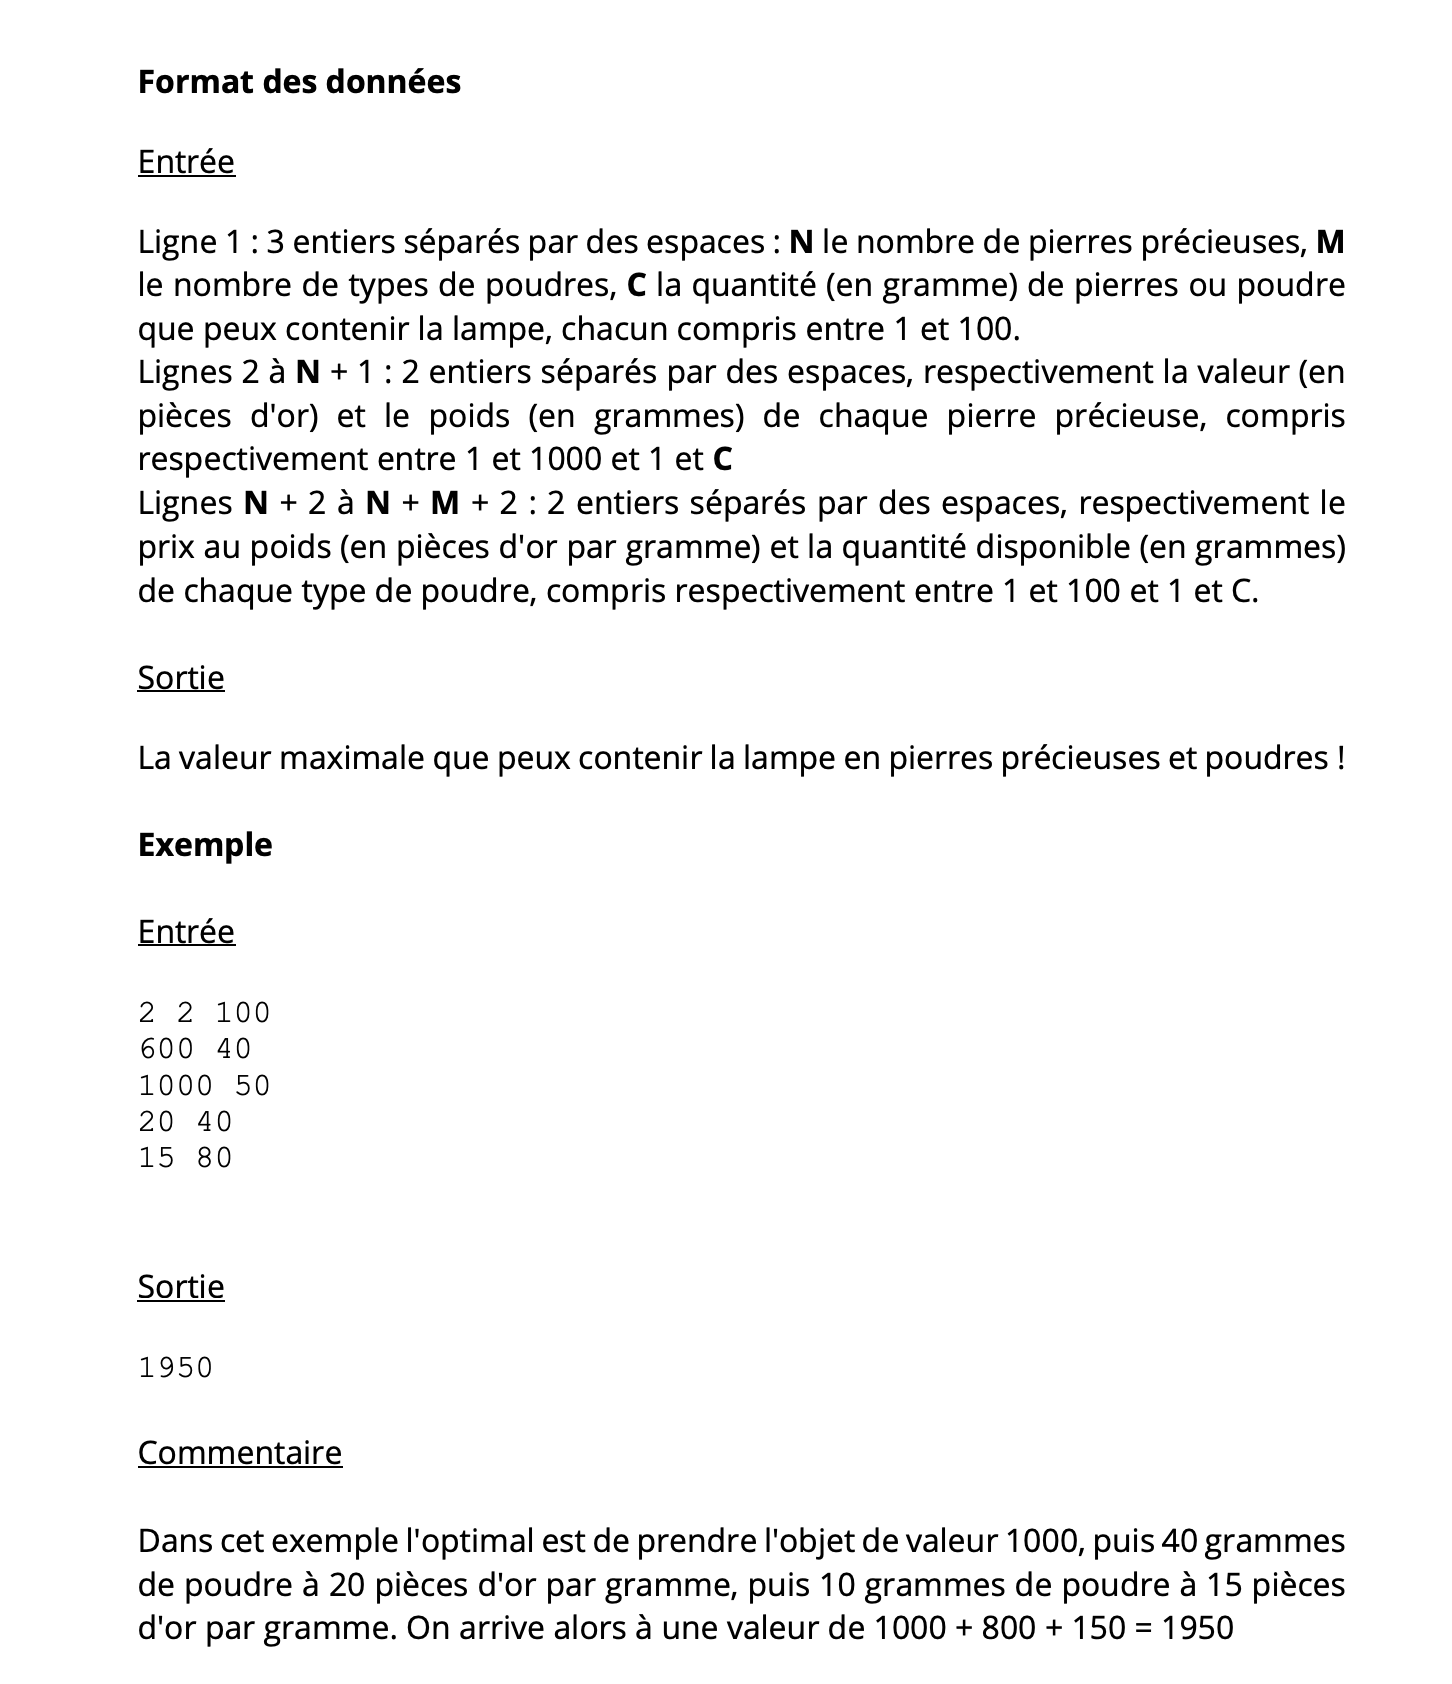 Format des données
Entrée
Ligne 1 : 3 entiers séparés par des espaces : N le nombre de pierres précieuses, M
le nombre de types de poudres, C la quantité (en gramme) de pierres ou poudre
que peux contenir la lampe, chacun compris entre 1 et 100.
Lignes 2 à N + 1 : 2 entiers séparés par des espaces, respectivement la valeur (en
pièces d'or) et le poids (en grammes) de chaque pierre précieuse, compris
respectivement entre 1 et 1000 et 1 et C
Lignes N + 2 à N + M + 2 : 2 entiers séparés par des espaces, respectivement le
prix au poids (en pièces d'or par gramme) et la quantité disponible (en grammes)
de chaque type de poudre, compris respectivement entre 1 et 100 et 1 et C.
Sortie
La valeur maximale que peux contenir la lampe en pierres précieuses et poudres !
Exemple
Entrée
2 2 100
600 40
1000 50
20 40
15 80
Sortie
1950
Commentaire
Dans cet exemple l'optimal est de prendre l'objet de valeur 1000, puis 40 grammes
de poudre à 20 pièces d'or par gramme, puis 10 grammes de poudre à 15 pièces
d'or par gramme. On arrive alors à une valeur de 1000 + 800 + 150 = 1950